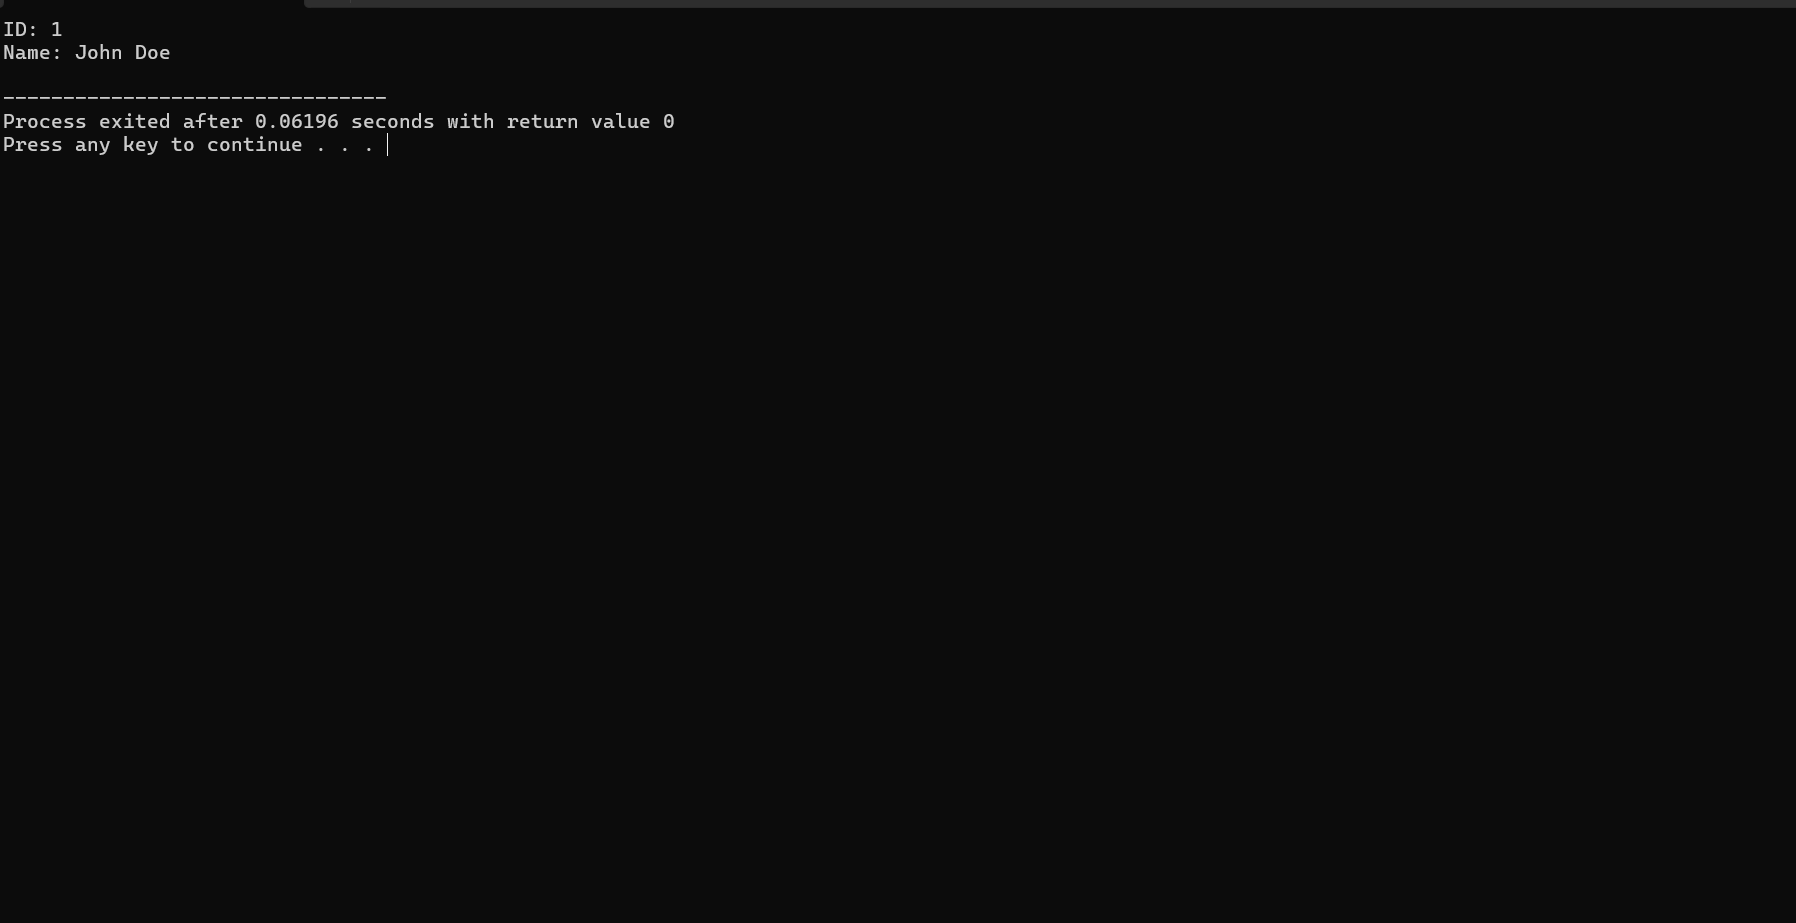 ID: 1
Name: John Doe
--------------------------------
Process exited after 0.06196 seconds with return value 0
Press any key to continue . . .